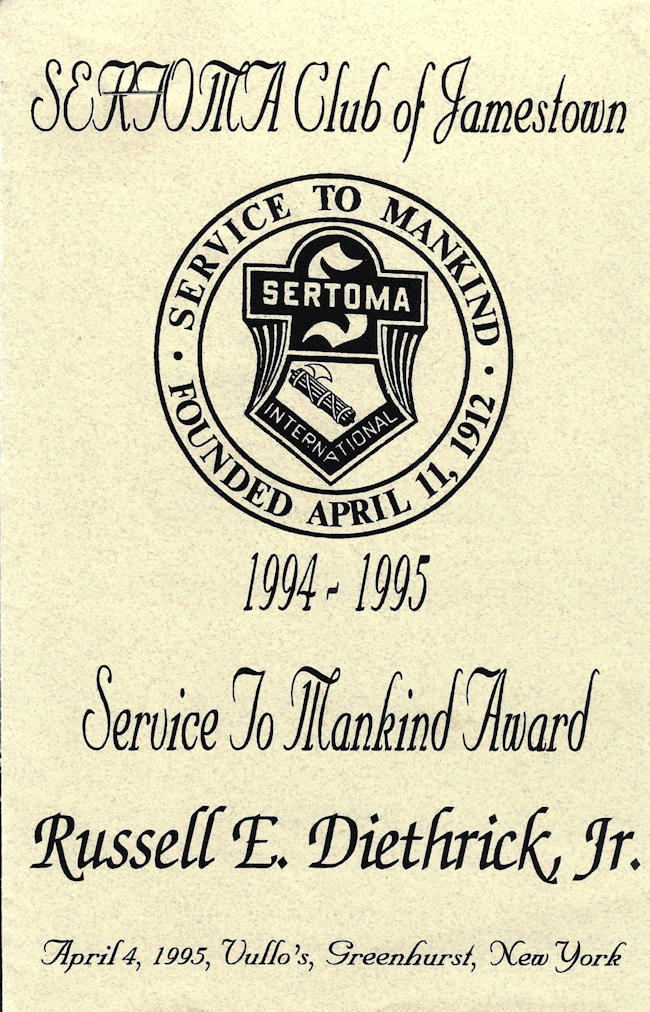 SERTOMA Club of Jamestown
SERVICE TO MANKIND
SERTOMA
INTERNATIONAL
FOUNDED APRIL 11, 1912
1994 - 1995
Service To Mankind Award
Russell E. Diethrick, Jr.
April 4, 1995, Vullo's, Greenhurst, New York